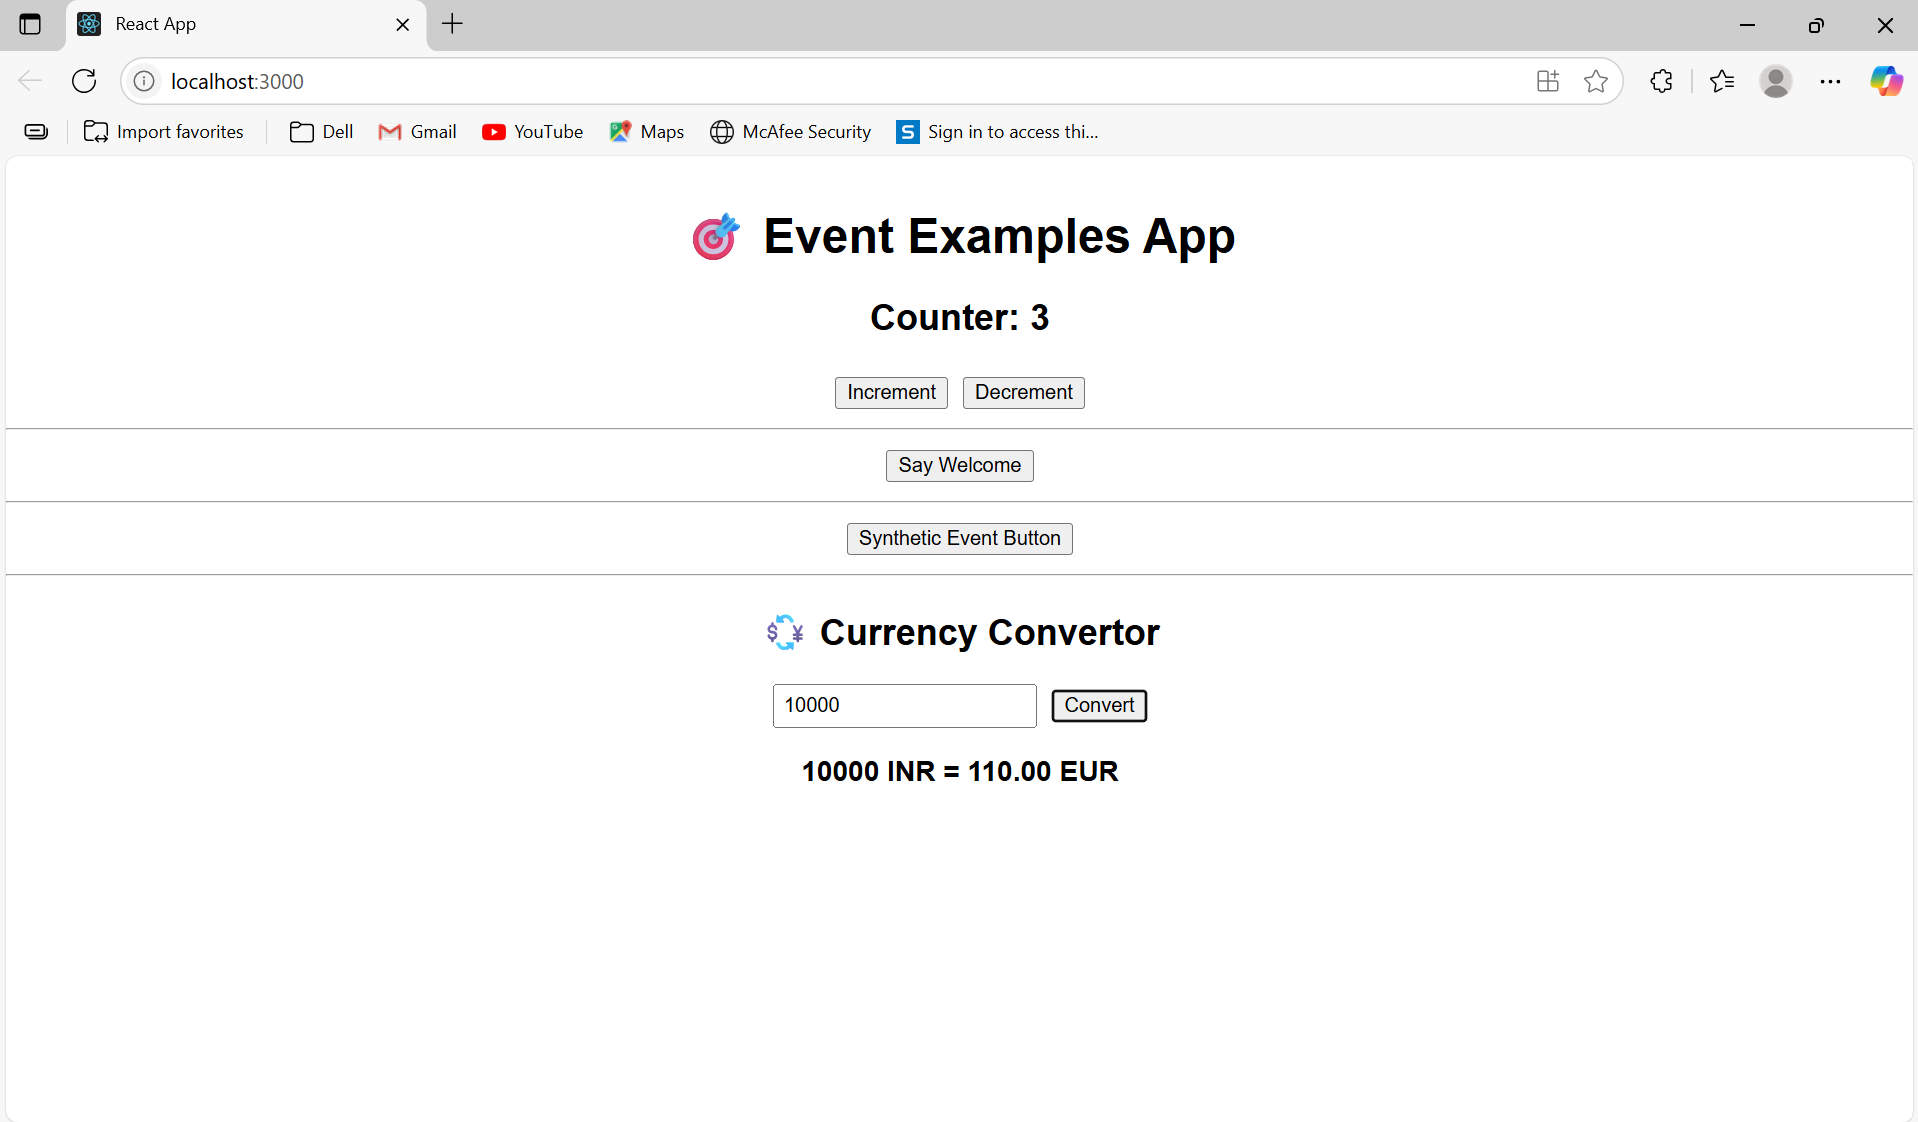 React App
localhost:3000
Import favorites Dell Gmail YouTube Maps McAfee Security S Sign in to access thi...
🎯 Event Examples App
Counter: 3
Increment Decrement
Say Welcome
Synthetic Event Button
💱 Currency Convertor
10000 Convert
10000 INR = 110.00 EUR